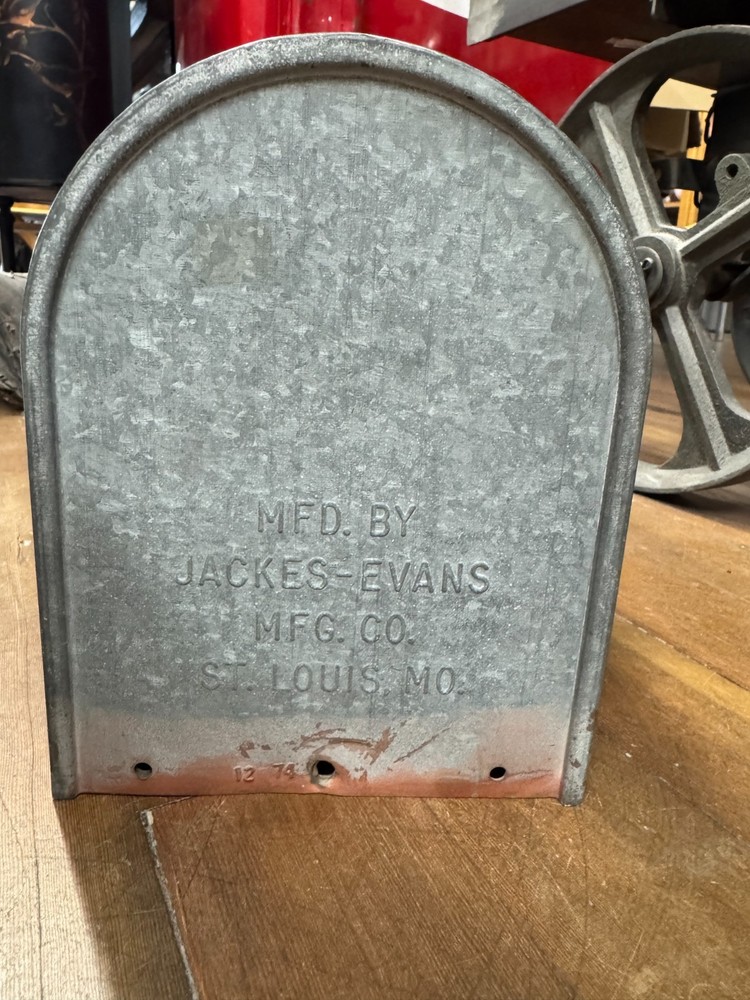 MFD. BY
JACKES-EVANS
MFG. CO.
ST. LOUIS, MO.
12 74